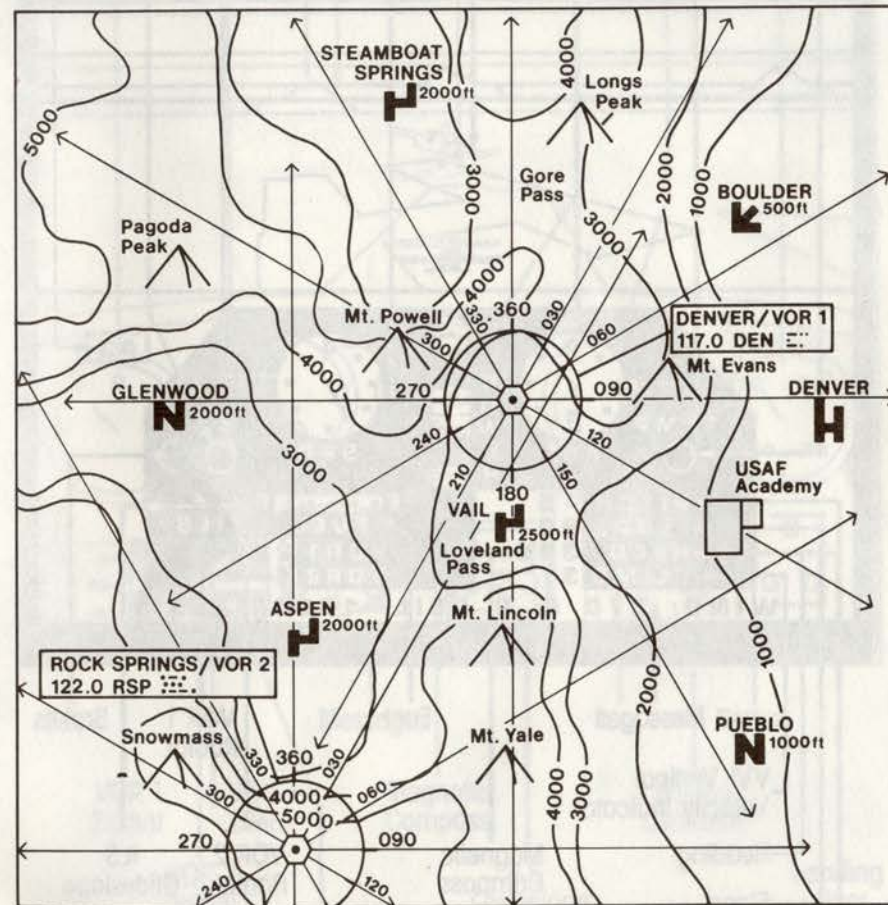 STEAMBOAT
SPRINGS
2000ft
4000
Longs
Peak
5000
3000
2000
1000
Gore
Pass
BOULDER
500ft
Pagoda
Peak
3000
4000
Mt. Powell
330
360
030
300
060
DENVER/VOR 1
117.0 DEN
Mt. Evans
4000
GLENWOOD
2000ft
270
090
DENVER
240
120
210
150
3000
180
USAF
Academy
VAIL
2500ft
Loveland
Pass
ASPEN
2000ft
Mt. Lincoln
1000
ROCK SPRINGS/VOR 2
122.0 RSP
2000
Snowmass
Mt. Yale
PUEBLO
1000ft
330
360
030
300
060
4000
5000
4000
3000
270
090
240
120